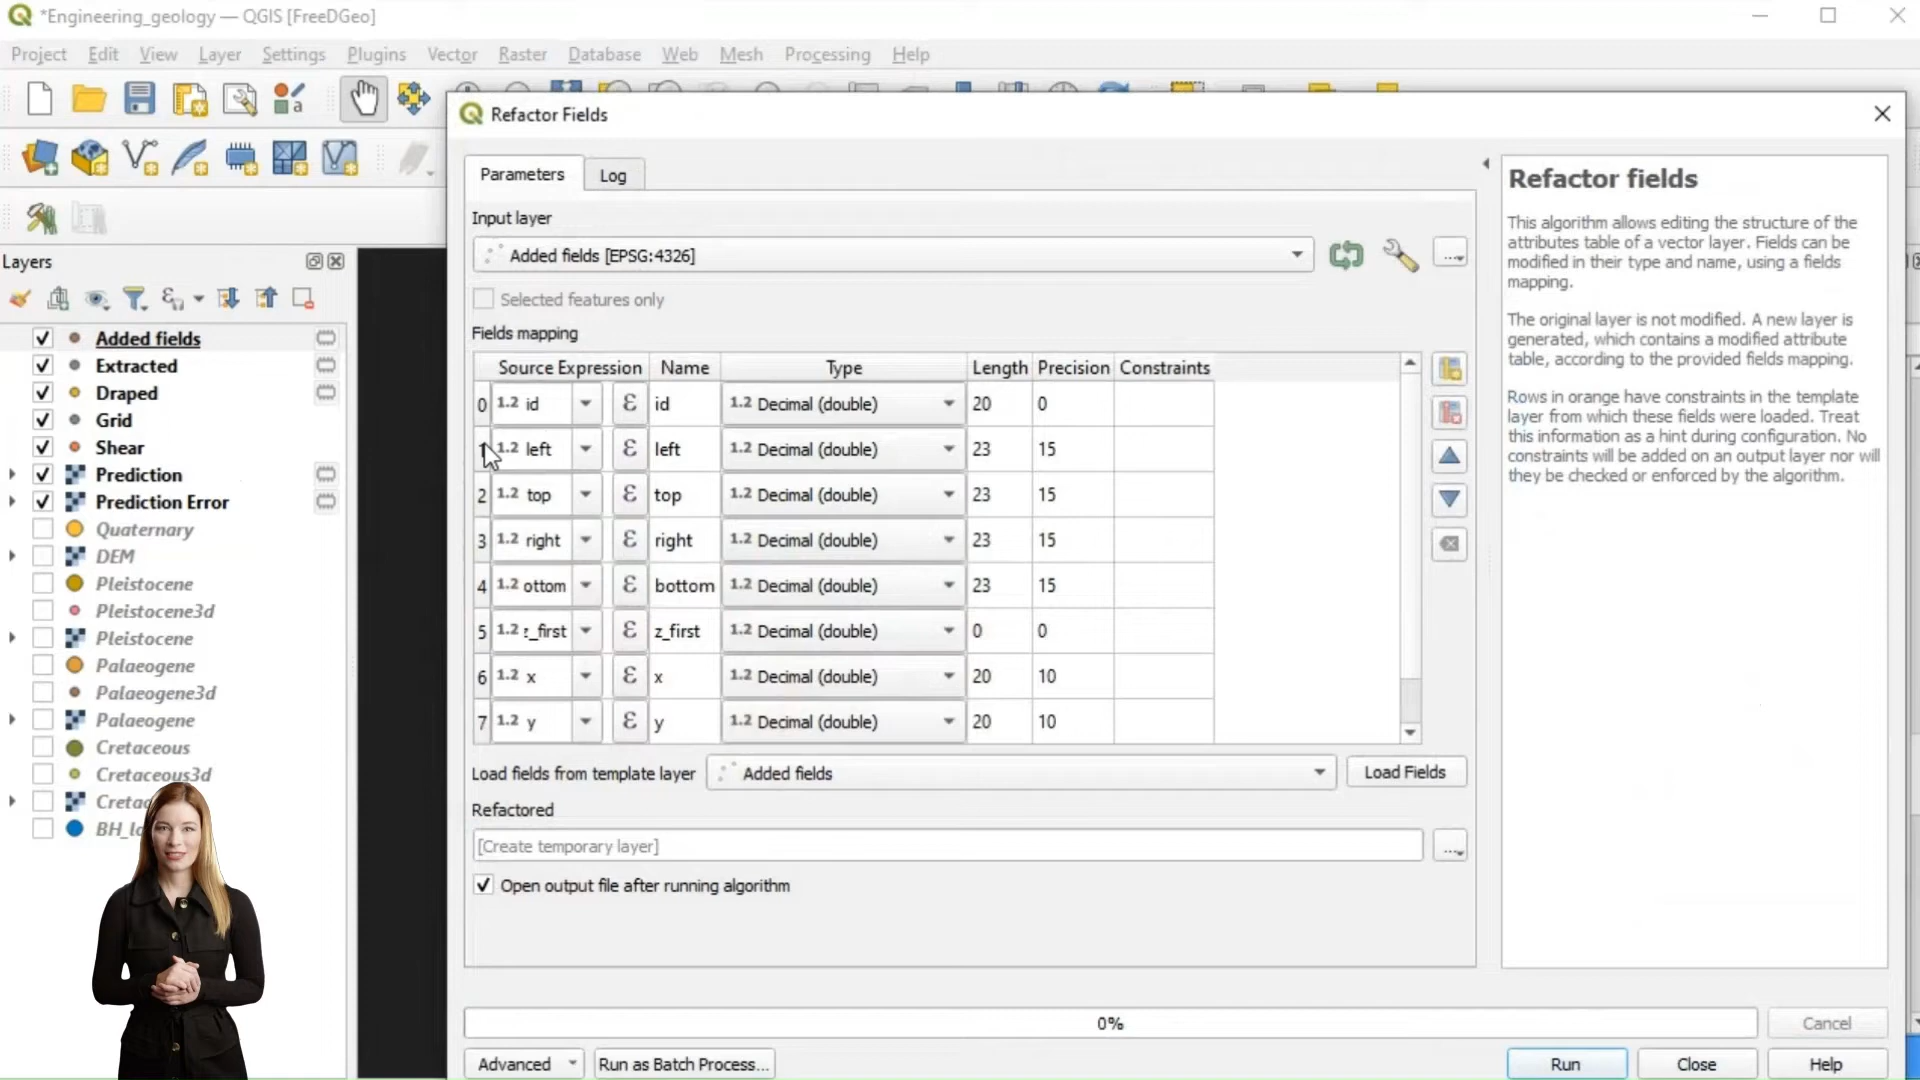 *Engineering_geology — QGIS [FreeDGeo]
Project Edit View Layer Settings Plugins Vector Raster Database Web Mesh Processing Help
Refactor Fields
Parameters Log
Input layer
Added fields [EPSG:4326]
Selected features only
Fields mapping
Source Expression Name Type Length Precision Constraints
0 1.2 id ε id 1.2 Decimal (double) 20 0
1.2 left ε left 1.2 Decimal (double) 23 15
2 1.2 top ε top 1.2 Decimal (double) 23 15
3 1.2 right ε right 1.2 Decimal (double) 23 15
4 1.2 ottom ε bottom 1.2 Decimal (double) 23 15
5 1.2 z_first ε z_first 1.2 Decimal (double) 0 0
6 1.2 x ε x 1.2 Decimal (double) 20 10
7 1.2 y ε y 1.2 Decimal (double) 20 10
Load fields from template layer Added fields Load Fields
Refactored
[Create temporary layer]
Open output file after running algorithm
0% Cancel
Advanced Run as Batch Process... Run Close Help
Refactor fields
This algorithm allows editing the structure of the
attributes table of a vector layer. Fields can be
modified in their type and name, using a fields
mapping.
The original layer is not modified. A new layer is
generated, which contains a modified attribute
table, according to the provided fields mapping.
Rows in orange have constraints in the template
layer from which these fields were loaded. Treat
this information as a hint during configuration. No
constraints will be added on an output layer nor will
they be checked or enforced by the algorithm.
Layers
Added fields
Extracted
Draped
Grid
Shear
Prediction
Prediction Error
Quaternary
DEM
Pleistocene
Pleistocene3d
Pleistocene
Palaeogene
Palaeogene3d
Palaeogene
Cretaceous
Cretaceous3d
Cretac
BH_lo